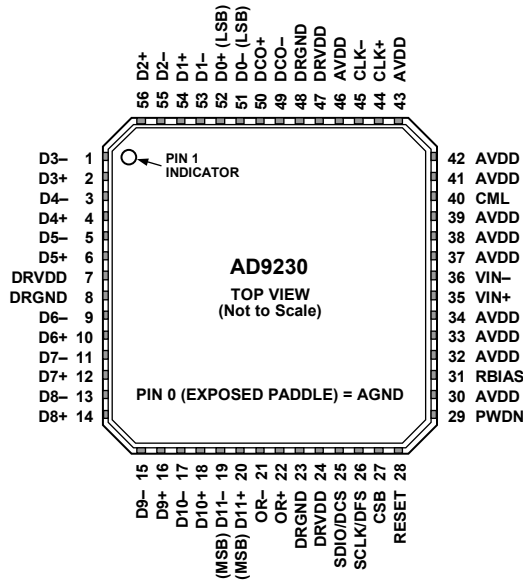 56 D2+
55 D2–
54 D1+
53 D1–
52 D0+ (LSB)
51 D0– (LSB)
50 DCO+
49 DCO–
48 DRGND
47 DRVDD
46 AVDD
45 CLK–
44 CLK+
43 AVDD
D3– 1
D3+ 2
D4– 3
D4+ 4
D5– 5
D5+ 6
DRVDD 7
DRGND 8
D6– 9
D6+ 10
D7– 11
D7+ 12
D8– 13
D8+ 14
PIN 1
INDICATOR
AD9230
TOP VIEW
(Not to Scale)
PIN 0 (EXPOSED PADDLE) = AGND
42 AVDD
41 AVDD
40 CML
39 AVDD
38 AVDD
37 AVDD
36 VIN–
35 VIN+
34 AVDD
33 AVDD
32 AVDD
31 RBIAS
30 AVDD
29 PWDN
D9– 15
D9+ 16
D10– 17
D10+ 18
(MSB) D11– 19
(MSB) D11+ 20
OR– 21
OR+ 22
DRGND 23
DRVDD 24
SDIO/DCS 25
SCLK/DFS 26
CSB 27
RESET 28